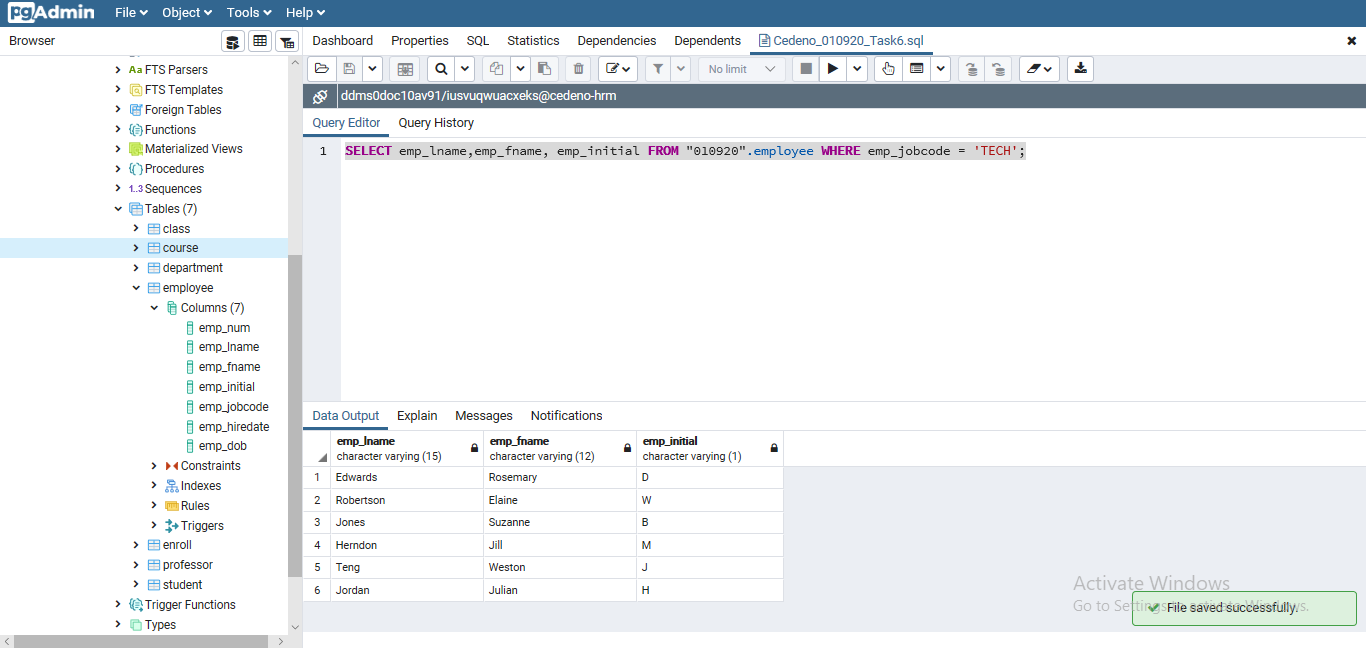 pgAdmin File Object Tools Help
Browser
Dashboard Properties SQL Statistics Dependencies Dependents Cedeno_010920_Task6.sql
No limit
ddms0doc10av91/iusvuqwuacxeks@cedeno-hrm
Query Editor Query History
1 SELECT emp_lname,emp_fname, emp_initial FROM "010920".employee WHERE emp_jobcode = 'TECH';
Aa FTS Parsers
FTS Templates
Foreign Tables
Functions
Materialized Views
Procedures
1..3 Sequences
Tables (7)
class
course
department
employee
Columns (7)
emp_num
emp_lname
emp_fname
emp_initial
emp_jobcode
emp_hiredate
emp_dob
Constraints
Indexes
Rules
Triggers
enroll
professor
student
Trigger Functions
Types
Data Output Explain Messages Notifications
emp_lname emp_fname emp_initial
character varying (15) character varying (12) character varying (1)
1 Edwards Rosemary D
2 Robertson Elaine W
3 Jones Suzanne B
4 Herndon Jill M
5 Teng Weston J
6 Jordan Julian H
Activate Windows
Go to Settings to activate Windows.
File saved successfully.